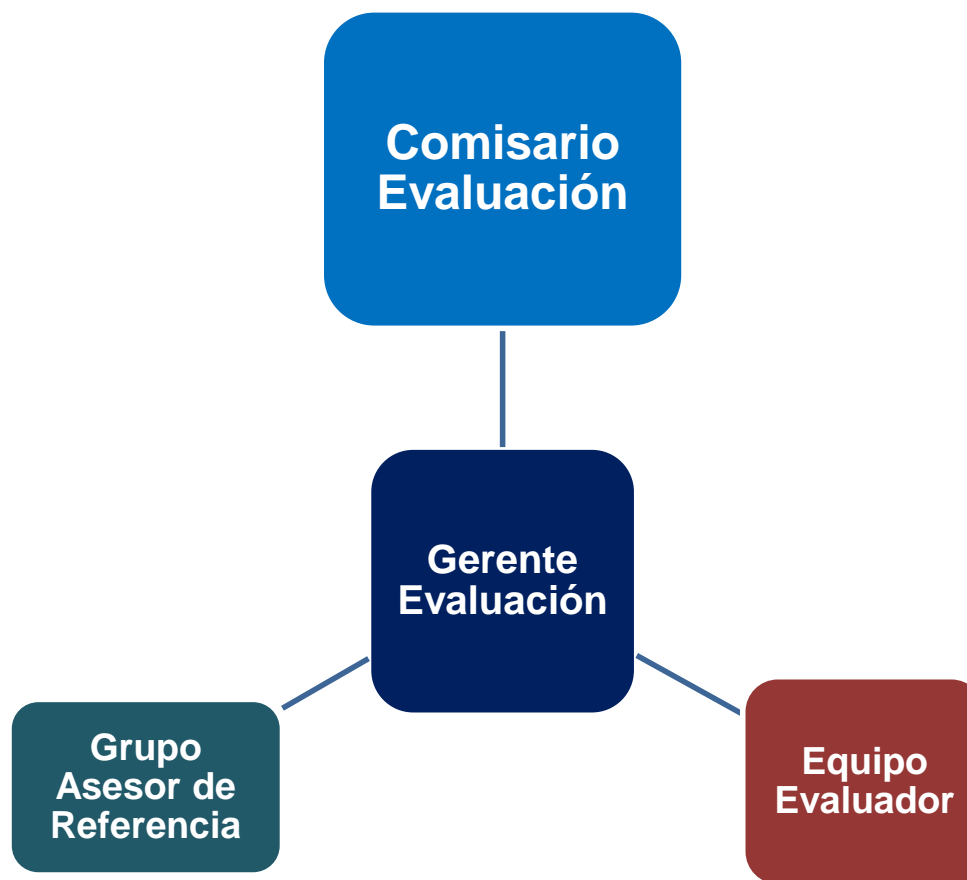 Comisario
Evaluación
Gerente
Evaluación
Grupo
Asesor de
Referencia
Equipo
Evaluador